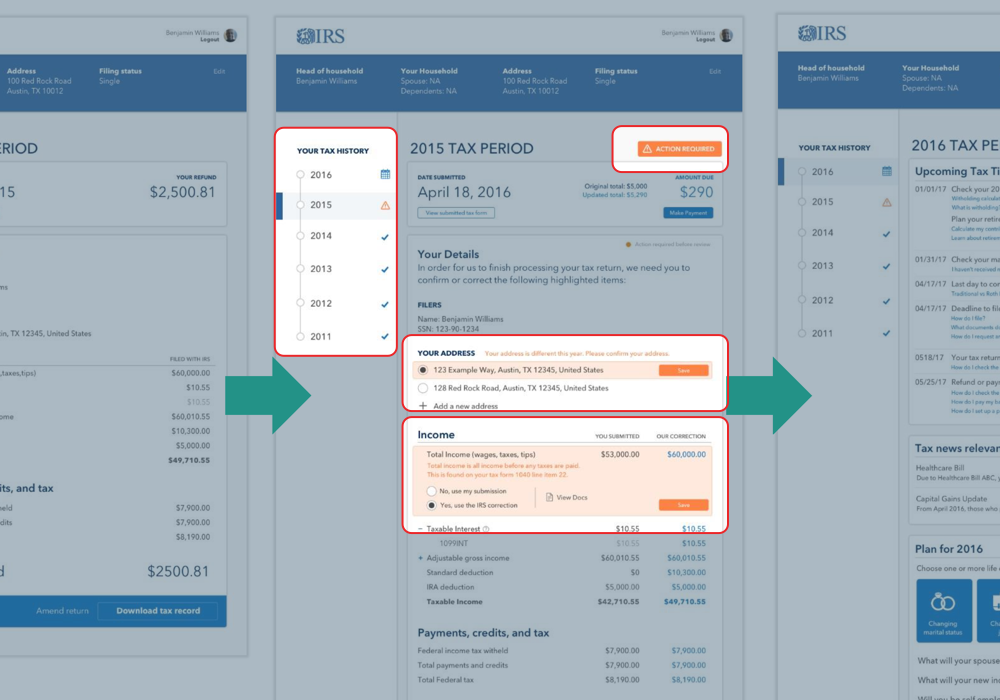 Benjamin Williams
Logout
Address
100 Red Rock Road
Austin, TX 10012
Filing status
Single
Edit
RIOD
YOUR REFUND
15
$2,500.81
ms
in, TX 12345, United States
FILED WITH IRS
taxes,tips)
$60,000.00
$10.55
$10.55
ome
$60,010.55
$10,300.00
$5,000.00
$49,710.55
its, and tax
held
$7,900.00
dits
$7,900.00
$8,190.00
d
$2500.81
Amend return
Download tax record
IRS
Benjamin Williams
Logout
Head of household
Benjamin Williams
Your Household
Spouse: NA
Dependents: NA
Address
100 Red Rock Road
Austin, TX 10012
Filing status
Single
Edit
YOUR TAX HISTORY
2016
2015
2014
2013
2012
2011
2015 TAX PERIOD
ACTION REQUIRED
DATE SUBMITTED
April 18, 2016
View submitted tax form
Original total: $5,000
Updated total: $5,290
AMOUNT DUE
$290
Make Payment
Action required before review
Your Details
In order for us to finish processing your tax return, we need you to
confirm or correct the following highlighted items:
FILERS
Name: Benjamin Williams
SSN: 123-90-1234
YOUR ADDRESS Your address is different this year. Please confirm your address.
123 Example Way, Austin, TX 12345, United States
Save
128 Red Rock Road, Austin, TX 12345, United States
+ Add a new address
Income
YOU SUBMITTED
OUR CORRECTION
Total Income (wages, taxes, tips) $53,000.00 $60,000.00
Total income is all income before any taxes are paid.
This is found on your tax form 1040 line item 22.
No, use my submission
Yes, use the IRS correction
View Docs
Save
– Taxable Interest $10.55 $10.55
1099INT $10.55 $10.55
+ Adjustable gross income $60,010.55 $60,010.55
Standard deduction $0 $10,300.00
IRA deduction $5,000.00 $5,000.00
Taxable Income $42,710.55 $49,710.55
Payments, credits, and tax
Federal income tax witheld $7,900.00 $7,900.00
Total payments and credits $7,900.00 $7,900.00
Total Federal tax $8,190.00 $8,190.00
IRS
Head of household
Benjamin Williams
Your Household
Spouse: NA
Dependents: NA
YOUR TAX HISTORY
2016
2015
2014
2013
2012
2011
2016 TAX PE
Upcoming Tax Ti
01/01/17 Check your 20
Withholding calculat
What is witholding?
Plan your retire
Calculate my contri
Learn about retirem
01/31/17 Check your ma
I haven't received m
04/17/17 Last day to con
Traditional vs Roth I
04/17/17 Deadline to file
How do I file?
What documents do
How do I request an
0518/17 Your tax return
How do I check the
05/25/17 Refund or paym
How do I check the
How do I pay my ba
How do I set up a p
Tax news relevan
Healthcare Bill
Due to Healthcare Bill ABC, y
Capital Gains Update
From April 2016, those who
Plan for 2016
Choose one or more life e
Changing
marital status
Ch
What will your spouse
What will your new inc
Will you be self emplo